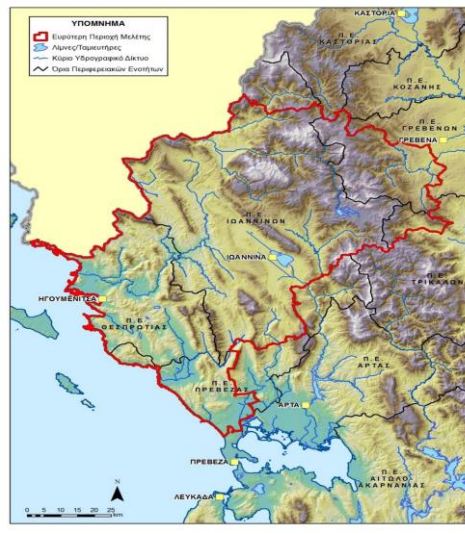 ΥΠΟΜΝΗΜΑ
Ευρύτερη Περιοχή Μελέτης
Λίμνες/Ταμιευτήρες
Κύριο Υδρογραφικό Δίκτυο
Όρια Περιφερειακών Ενοτήτων
ΚΑΣΤΟΡΙΑ
Π.Ε.
ΚΑΣΤΟΡΙΑΣ
Π.Ε.
ΚΟΖΑΝΗΣ
Π.Ε.
ΓΡΕΒΕΝΩΝ
ΓΡΕΒΕΝΑ
Π.Ε.
ΙΩΑΝΝΙΝΩΝ
ΙΩΑΝΝΙΝΑ
Π.Ε.
ΤΡΙΚΑΛΩΝ
ΗΓΟΥΜΕΝΙΤΣΑ
Π.Ε.
ΘΕΣΠΡΩΤΙΑΣ
Π.Ε.
ΑΡΤΑΣ
Π.Ε.
ΠΡΕΒΕΖΑΣ
ΑΡΤΑ
ΠΡΕΒΕΖΑ
Π.Ε.
ΑΙΤΩΛΟ-
ΑΚΑΡΝΑΝΙΑΣ
ΛΕΥΚΑΔΑ
N
0 5 10 15 20 25
km